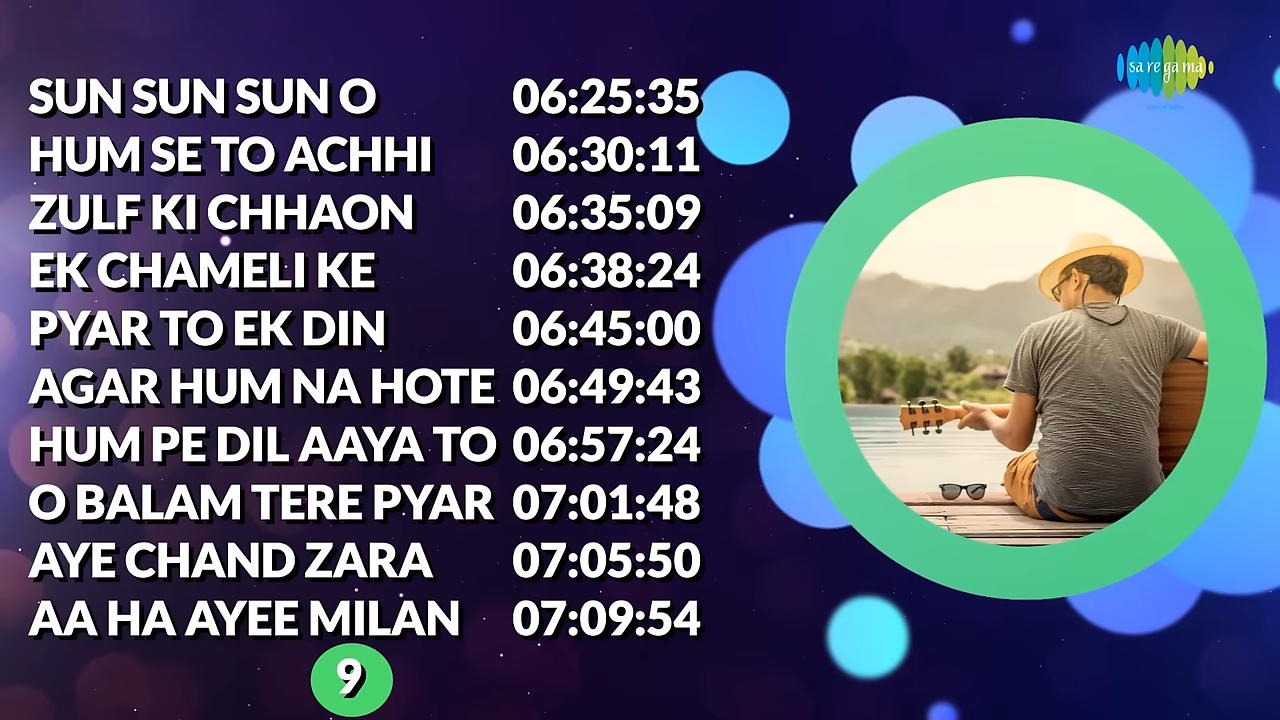 sa re ga ma
SUN SUN SUN O 06:25:35
HUM SE TO ACHHI 06:30:11
ZULF KI CHHAON 06:35:09
EK CHAMELI KE 06:38:24
PYAR TO EK DIN 06:45:00
AGAR HUM NA HOTE 06:49:43
HUM PE DIL AAYA TO 06:57:24
O BALAM TERE PYAR 07:01:48
AYE CHAND ZARA 07:05:50
AA HA AYEE MILAN 07:09:54
9